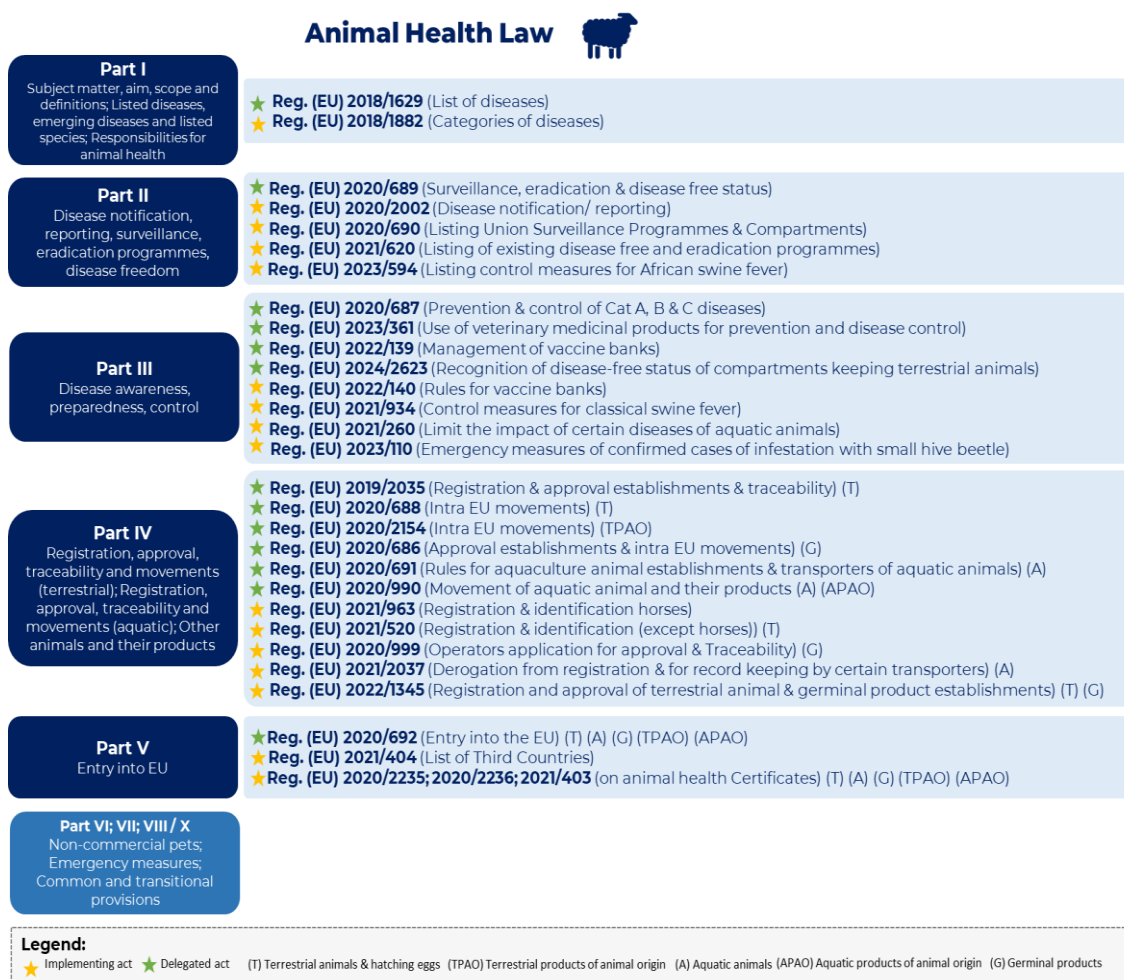 Animal Health Law
Part I
Subject matter, aim, scope and
definitions; Listed diseases,
emerging diseases and listed
species; Responsibilities for
animal health
Reg. (EU) 2018/1629 (List of diseases)
Reg. (EU) 2018/1882 (Categories of diseases)
Part II
Disease notification,
reporting, surveillance,
eradication programmes,
disease freedom
Reg. (EU) 2020/689 (Surveillance, eradication & disease free status)
Reg. (EU) 2020/2002 (Disease notification/ reporting)
Reg. (EU) 2020/690 (Listing Union Surveillance Programmes & Compartments)
Reg. (EU) 2021/620 (Listing of existing disease free and eradication programmes)
Reg. (EU) 2023/594 (Listing control measures for African swine fever)
Part III
Disease awareness,
preparedness, control
Reg. (EU) 2020/687 (Prevention & control of Cat A, B & C diseases)
Reg. (EU) 2023/361 (Use of veterinary medicinal products for prevention and disease control)
Reg. (EU) 2022/139 (Management of vaccine banks)
Reg. (EU) 2024/2623 (Recognition of disease-free status of compartments keeping terrestrial animals)
Reg. (EU) 2022/140 (Rules for vaccine banks)
Reg. (EU) 2021/934 (Control measures for classical swine fever)
Reg. (EU) 2021/260 (Limit the impact of certain diseases of aquatic animals)
Reg. (EU) 2023/110 (Emergency measures of confirmed cases of infestation with small hive beetle)
Part IV
Registration, approval,
traceability and movements
(terrestrial); Registration,
approval, traceability and
movements (aquatic); Other
animals and their products
Reg. (EU) 2019/2035 (Registration & approval establishments & traceability) (T)
Reg. (EU) 2020/688 (Intra EU movements) (T)
Reg. (EU) 2020/2154 (Intra EU movements) (TPAO)
Reg. (EU) 2020/686 (Approval establishments & intra EU movements) (G)
Reg. (EU) 2020/691 (Rules for aquaculture animal establishments & transporters of aquatic animals) (A)
Reg. (EU) 2020/990 (Movement of aquatic animal and their products (A) (APAO)
Reg. (EU) 2021/963 (Registration & identification horses)
Reg. (EU) 2021/520 (Registration & identification (except horses)) (T)
Reg. (EU) 2020/999 (Operators application for approval & Traceability) (G)
Reg. (EU) 2021/2037 (Derogation from registration & for record keeping by certain transporters) (A)
Reg. (EU) 2022/1345 (Registration and approval of terrestrial animal & germinal product establishments) (T) (G)
Part V
Entry into EU
Reg. (EU) 2020/692 (Entry into the EU) (T) (A) (G) (TPAO) (APAO)
Reg. (EU) 2021/404 (List of Third Countries)
Reg. (EU) 2020/2235; 2020/2236; 2021/403 (on animal health Certificates) (T) (A) (G) (TPAO) (APAO)
Part VI; VII; VIII / X
Non-commercial pets;
Emergency measures;
Common and transitional
provisions
Legend:
Implementing act Delegated act (T) Terrestrial animals & hatching eggs (TPAO) Terrestrial products of animal origin (A) Aquatic animals (APAO) Aquatic products of animal origin (G) Germinal products